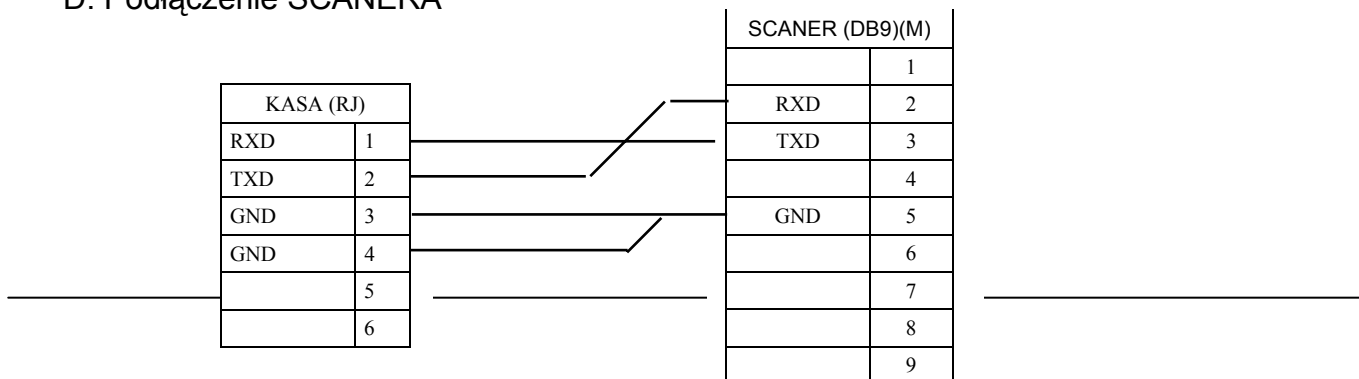 D. Podłączenie SCANERA
SCANER (DB9)(M)
1
KASA (RJ)
RXD 2
RXD 1
TXD 3
TXD 2
4
GND 3
GND 5
GND 4
6
5
7
6
8
9